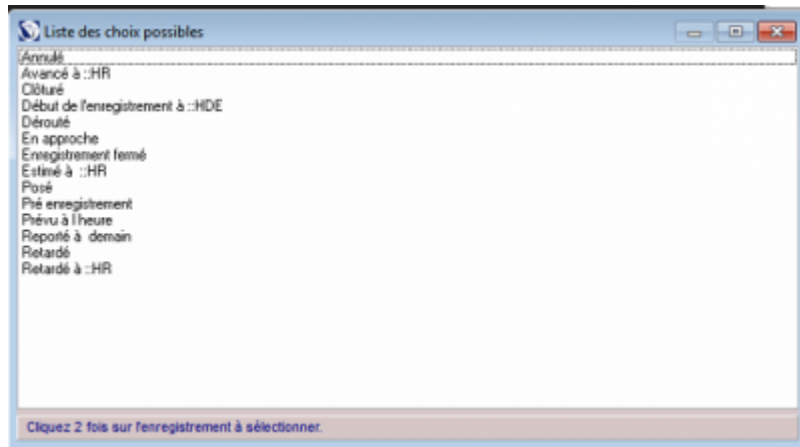 Liste des choix possibles
Annulé
Avancé à ::HR
Clôturé
Début de l'enregistrement à ::HDE
Dérouté
En approche
Enregistrement fermé
Estimé à ::HR
Posé
Pré enregistrement
Prévu à l heure
Reporté à demain
Retardé
Retardé à ::HR
Cliquez 2 fois sur l'enregistrement à sélectionner.